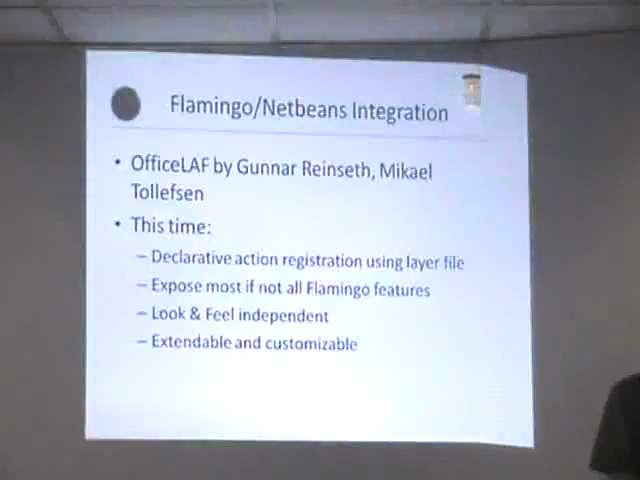 Flamingo/Netbeans Integration
• OfficeLAF by Gunnar Reinseth, Mikael
Tollefsen
• This time:
– Declarative action registration using layer file
– Expose most if not all Flamingo features
– Look & Feel independent
– Extendable and customizable